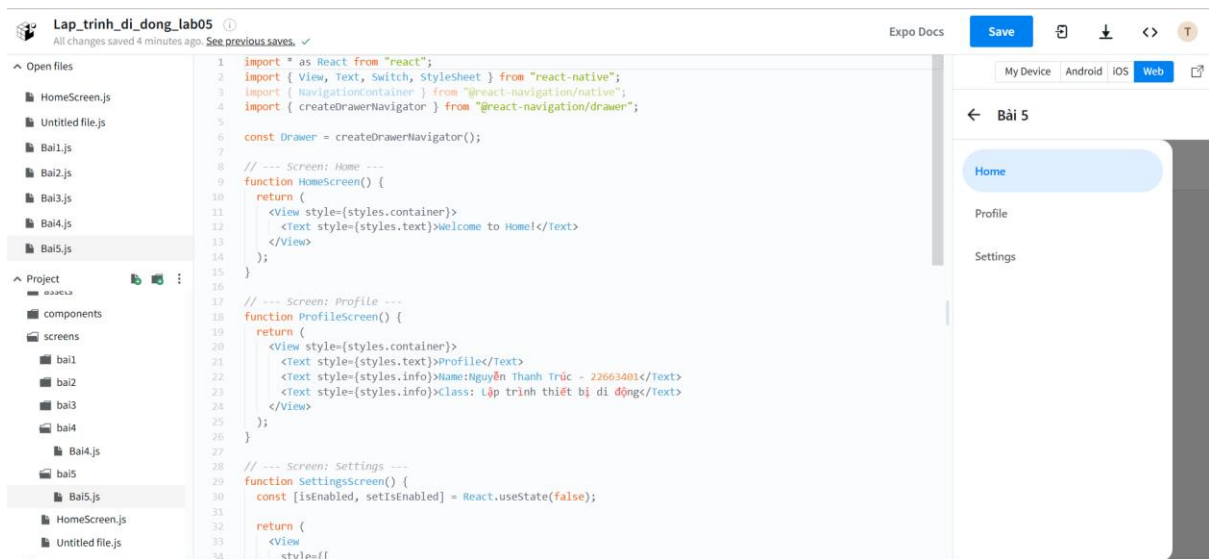 Lap_trinh_di_dong_lab05
All changes saved 4 minutes ago. See previous saves.
Expo Docs
Save
T
Open files
HomeScreen.js
Untitled file.js
Bai1.js
Bai2.js
Bai3.js
Bai4.js
Bai5.js
Project
assets
components
screens
bai1
bai2
bai3
bai4
Bai4.js
bai5
Bai5.js
HomeScreen.js
Untitled file.js
1 import * as React from "react";
2 import { View, Text, Switch, StyleSheet } from "react-native";
3 import { NavigationContainer } from "@react-navigation/native";
4 import { createDrawerNavigator } from "@react-navigation/drawer";
5
6 const Drawer = createDrawerNavigator();
7
8 // --- Screen: Home ---
9 function HomeScreen() {
10 return (
11 <View style={styles.container}>
12 <Text style={styles.text}>Welcome to Home!</Text>
13 </View>
14 );
15 }
16
17 // --- Screen: Profile ---
18 function ProfileScreen() {
19 return (
20 <View style={styles.container}>
21 <Text style={styles.text}>Profile</Text>
22 <Text style={styles.info}>Name:Nguyễn Thanh Trúc - 22663401</Text>
23 <Text style={styles.info}>Class: Lập trình thiết bị di động</Text>
24 </View>
25 );
26 }
27
28 // --- Screen: Settings ---
29 function SettingsScreen() {
30 const [isEnabled, setIsEnabled] = React.useState(false);
31
32 return (
33 <View
34 style={[
My Device Android iOS Web
Bài 5
Home
Profile
Settings